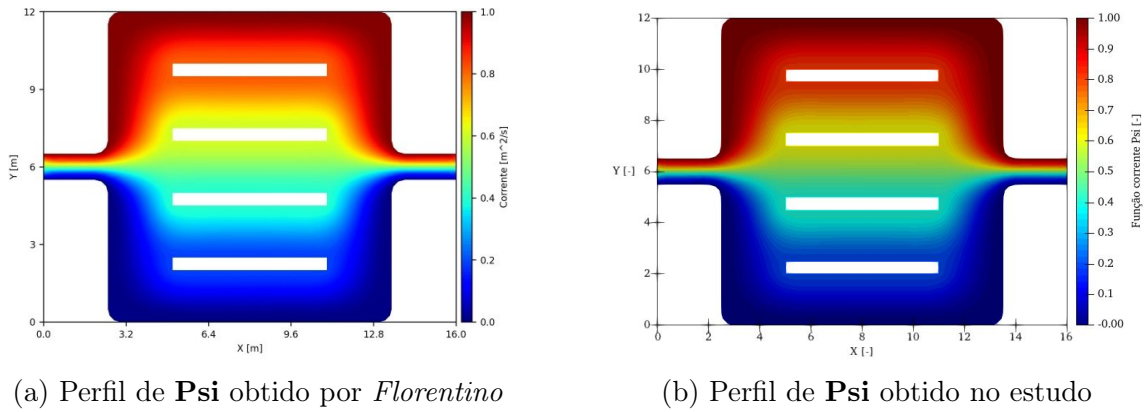 12
9
6
3
0
Y [m]
0.0 3.2 6.4 9.6 12.8 16.0
X [m]
1.0
0.8
0.6
0.4
0.2
0.0
Corrente [m^2/s]
12
10
8
Y [-] 6
4
2
0
0 2 4 6 8 10 12 14 16
X [-]
1.00
0.9
0.8
0.7
0.6
0.5
0.4
0.3
0.2
0.1
-0.00
Função corrente Psi [-]
(a) Perfil de Psi obtido por Florentino
(b) Perfil de Psi obtido no estudo